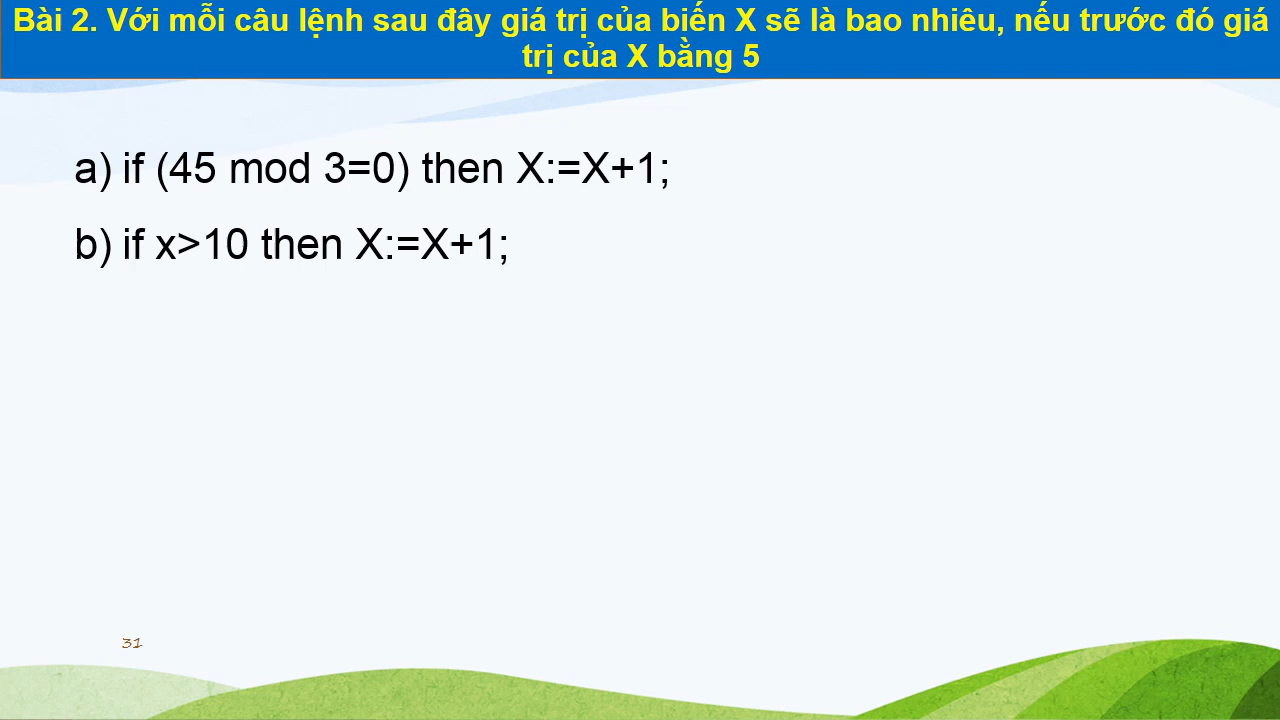 Bài 2. Với mỗi câu lệnh sau đây giá trị của biến X sẽ là bao nhiêu, nếu trước đó giá
trị của X bằng 5
a) if (45 mod 3=0) then X:=X+1;
b) if x>10 then X:=X+1;
31